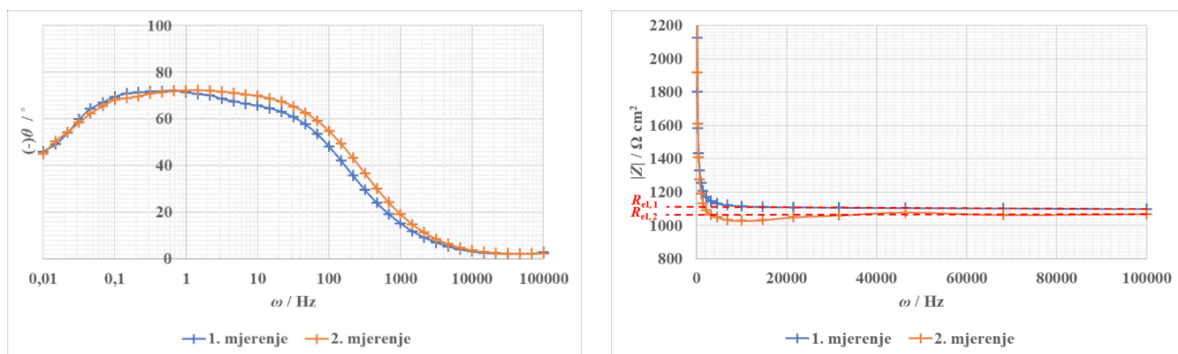 100
80
60
40
20
0
(-)θ / °
0,01 0,1 1 10 100 1000 10000 100000
ω / Hz
1. mjerenje 2. mjerenje
2200
2000
1800
1600
1400
1200
1000
800
|Z| / Ω cm²
Rel, 1
Rel, 2
0 20000 40000 60000 80000 100000
ω / Hz
1. mjerenje 2. mjerenje